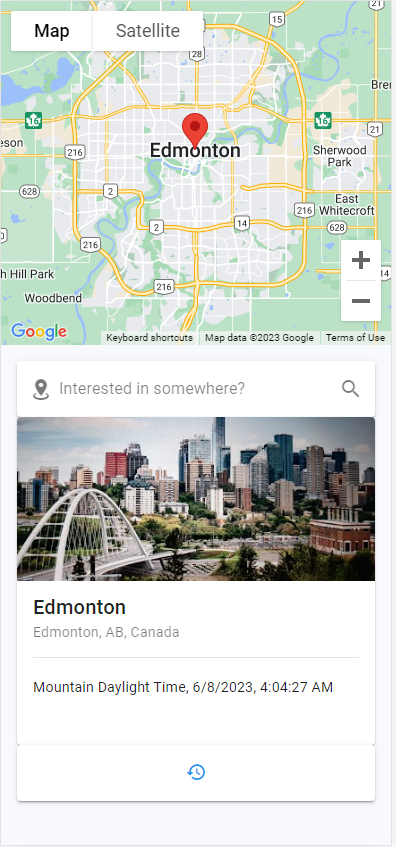 Map
Satellite
15
28
Bren
16
16
21
eson
216
Edmonton
Sherwood
Park
628
2
East
Whitecroft
216
14
2
628
216
h Hill Park
Woodbend
216
21
Google
Keyboard shortcuts
Map data ©2023 Google
Terms of Use
Interested in somewhere?
Edmonton
Edmonton, AB, Canada
Mountain Daylight Time, 6/8/2023, 4:04:27 AM